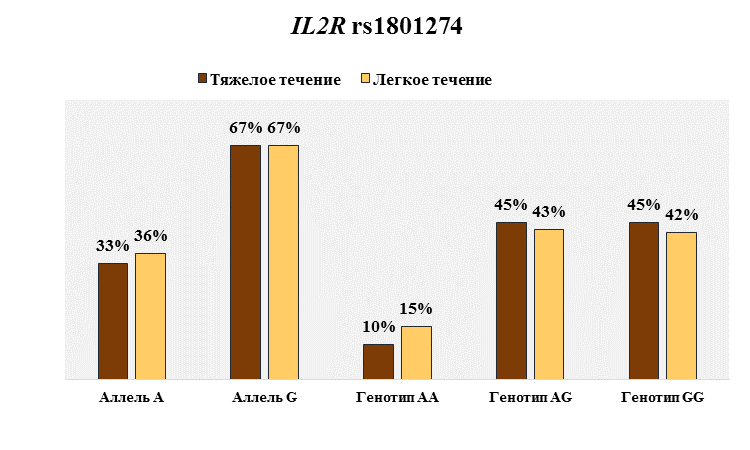 IL2R rs1801274
Тяжелое течение Легкое течение
33% 36% 67% 67% 10% 15% 45% 43% 45% 42%
Аллель A Аллель G Генотип AA Генотип AG Генотип GG